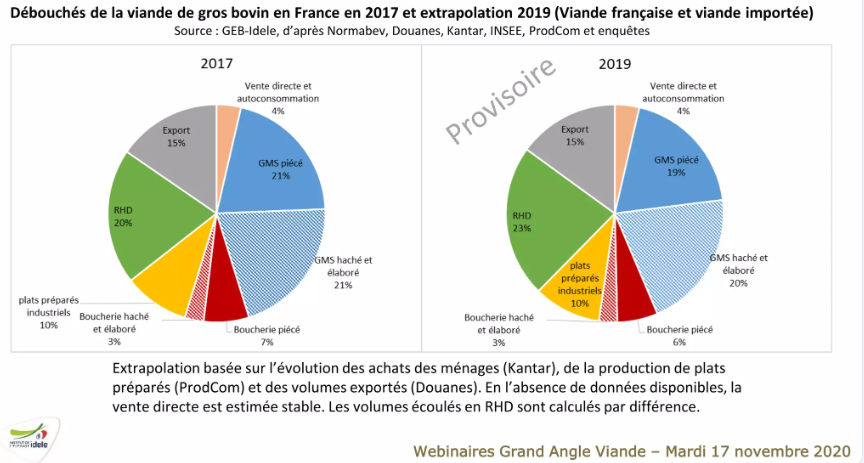 Débouchés de la viande de gros bovin en France en 2017 et extrapolation 2019 (Viande française et viande importée)
Source : GEB-Idele, d'après Normabev, Douanes, Kantar, INSEE, ProdCom et enquêtes
2017
Vente directe et
autoconsommation
4%
GMS piécé
21%
GMS haché et
élaboré
21%
Boucherie piécé
7%
Boucherie haché
et élaboré
3%
plats préparés
industriels
10%
RHD
20%
Export
15%
Provisoire
2019
Vente directe et
autoconsommation
4%
GMS piécé
19%
GMS haché et
élaboré
20%
Boucherie piécé
6%
Boucherie haché
et élaboré
3%
plats
préparés
industriels
10%
RHD
23%
Export
15%
Extrapolation basée sur l'évolution des achats des ménages (Kantar), de la production de plats
préparés (ProdCom) et des volumes exportés (Douanes). En l'absence de données disponibles, la
vente directe est estimée stable. Les volumes écoulés en RHD sont calculés par différence.
idele
Webinaires Grand Angle Viande – Mardi 17 novembre 2020